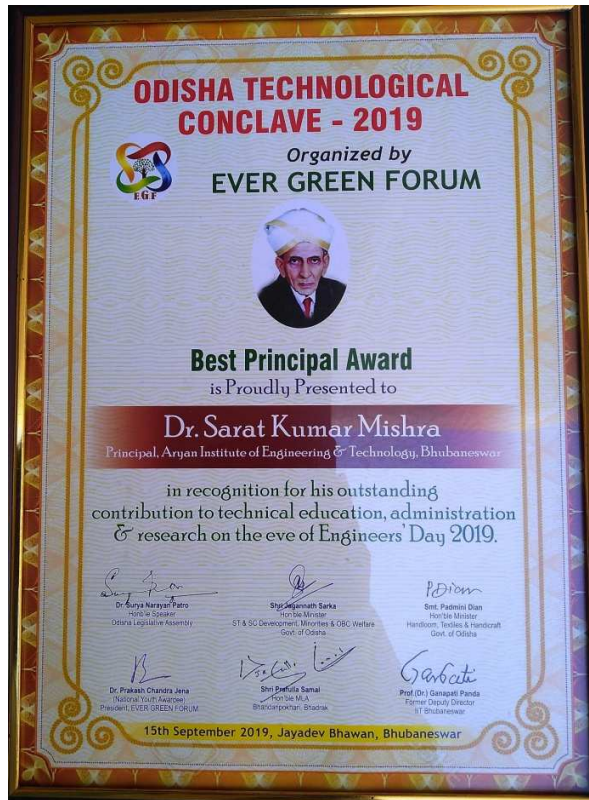 ODISHA TECHNOLOGICAL
CONCLAVE - 2019
Organized by
EVER GREEN FORUM
EGF
Best Principal Award
is Proudly Presented to
Dr. Sarat Kumar Mishra
Principal, Aryan Institute of Engineering & Technology, Bhubaneswar
in recognition for his outstanding
contribution to technical education, administration
& research on the eve of Engineers' Day 2019.
Dr. Surya Narayan Patro
Hon'ble Speaker
Odisha Legislative Assembly
Shri Jagannath Sarka
Hon'ble Minister
ST & SC Development, Minorities & OBC Welfare
Govt. of Odisha
P Dian
Smt. Padmini Dian
Hon'ble Minister
Handloom, Textiles & Handicraft
Govt. of Odisha
Dr. Prakash Chandra Jena
(National Youth Awardee)
President, EVER GREEN FORUM
Shri Prafulla Samal
Hon'ble MLA
Bhandaripokhari, Bhadrak
Prof.(Dr.) Ganapati Panda
Former Deputy Director
IIT Bhubaneswar
15th September 2019, Jayadev Bhawan, Bhubaneswar